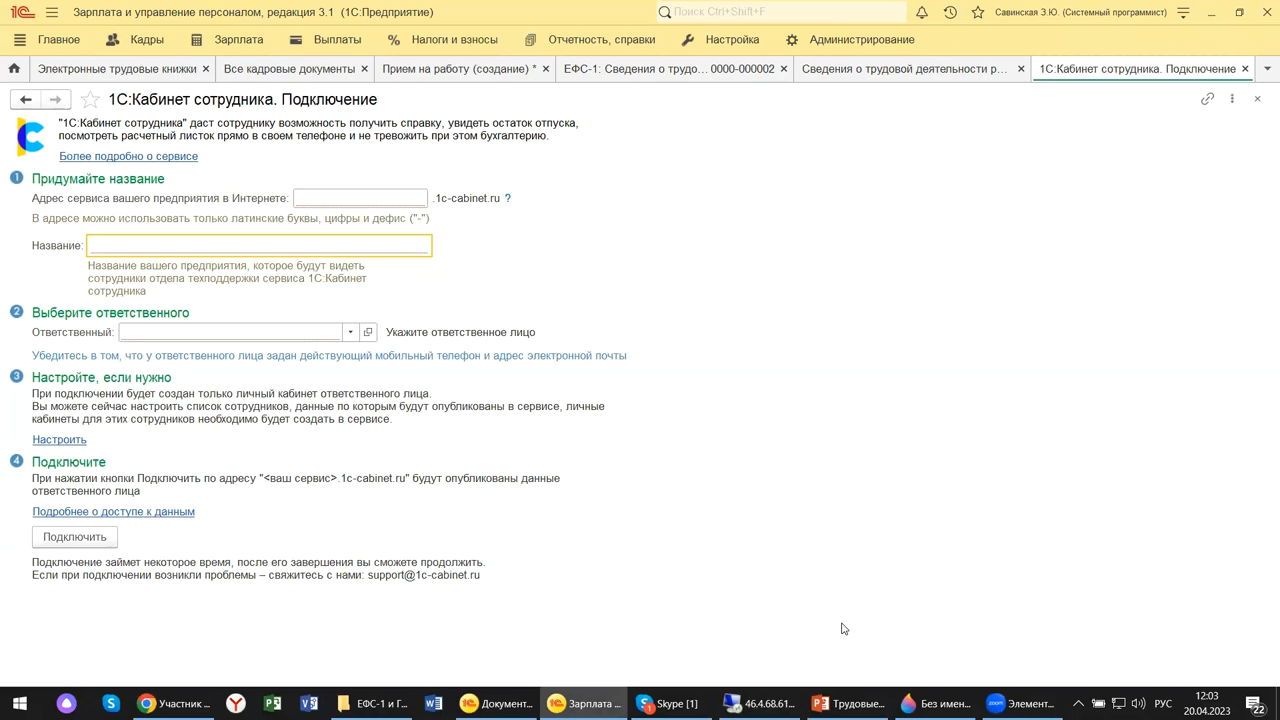 Зарплата и управление персоналом, редакция 3.1 (1С:Предприятие)
Поиск Ctrl+Shift+F
Савинская Э.Ю. (Системный программист)
Главное
Кадры
Зарплата
Выплаты
Налоги и взносы
Отчетность, справки
Настройка
Администрирование
Электронные трудовые книжки
Все кадровые документы
Прием на работу (создание) *
ЕФС-1: Сведения о трудо... 0000-000002
Сведения о трудовой деятельности р...
1С:Кабинет сотрудника. Подключение
1С:Кабинет сотрудника. Подключение
"1С:Кабинет сотрудника" даст сотруднику возможность получить справку, увидеть остаток отпуска,
посмотреть расчетный листок прямо в своем телефоне и не тревожить при этом бухгалтерию.
Более подробно о сервисе
1 Придумайте название
Адрес сервиса вашего предприятия в Интернете: .1c-cabinet.ru ?
В адресе можно использовать только латинские буквы, цифры и дефис ("-")
Название:
Название вашего предприятия, которое будут видеть
сотрудники отдела техподдержки сервиса 1С:Кабинет
сотрудника
2 Выберите ответственного
Ответственный: Укажите ответственное лицо
Убедитесь в том, что у ответственного лица задан действующий мобильный телефон и адрес электронной почты
3 Настройте, если нужно
При подключении будет создан только личный кабинет ответственного лица.
Вы можете сейчас настроить список сотрудников, данные по которым будут опубликованы в сервисе, личные
кабинеты для этих сотрудников необходимо будет создать в сервисе.
Настроить
4 Подключите
При нажатии кнопки Подключить по адресу "<ваш сервис>.1c-cabinet.ru" будут опубликованы данные
ответственного лица
Подробнее о доступе к данным
Подключить
Подключение займет некоторое время, после его завершения вы сможете продолжить.
Если при подключении возникли проблемы – свяжитесь с нами: support@1c-cabinet.ru
Участник ...
ЕФС-1 и Г...
Документ...
Зарплата ...
Skype [1]
46.4.68.61...
Трудовые...
Без имен...
Элемент...
РУС
12:03
20.04.2023
22